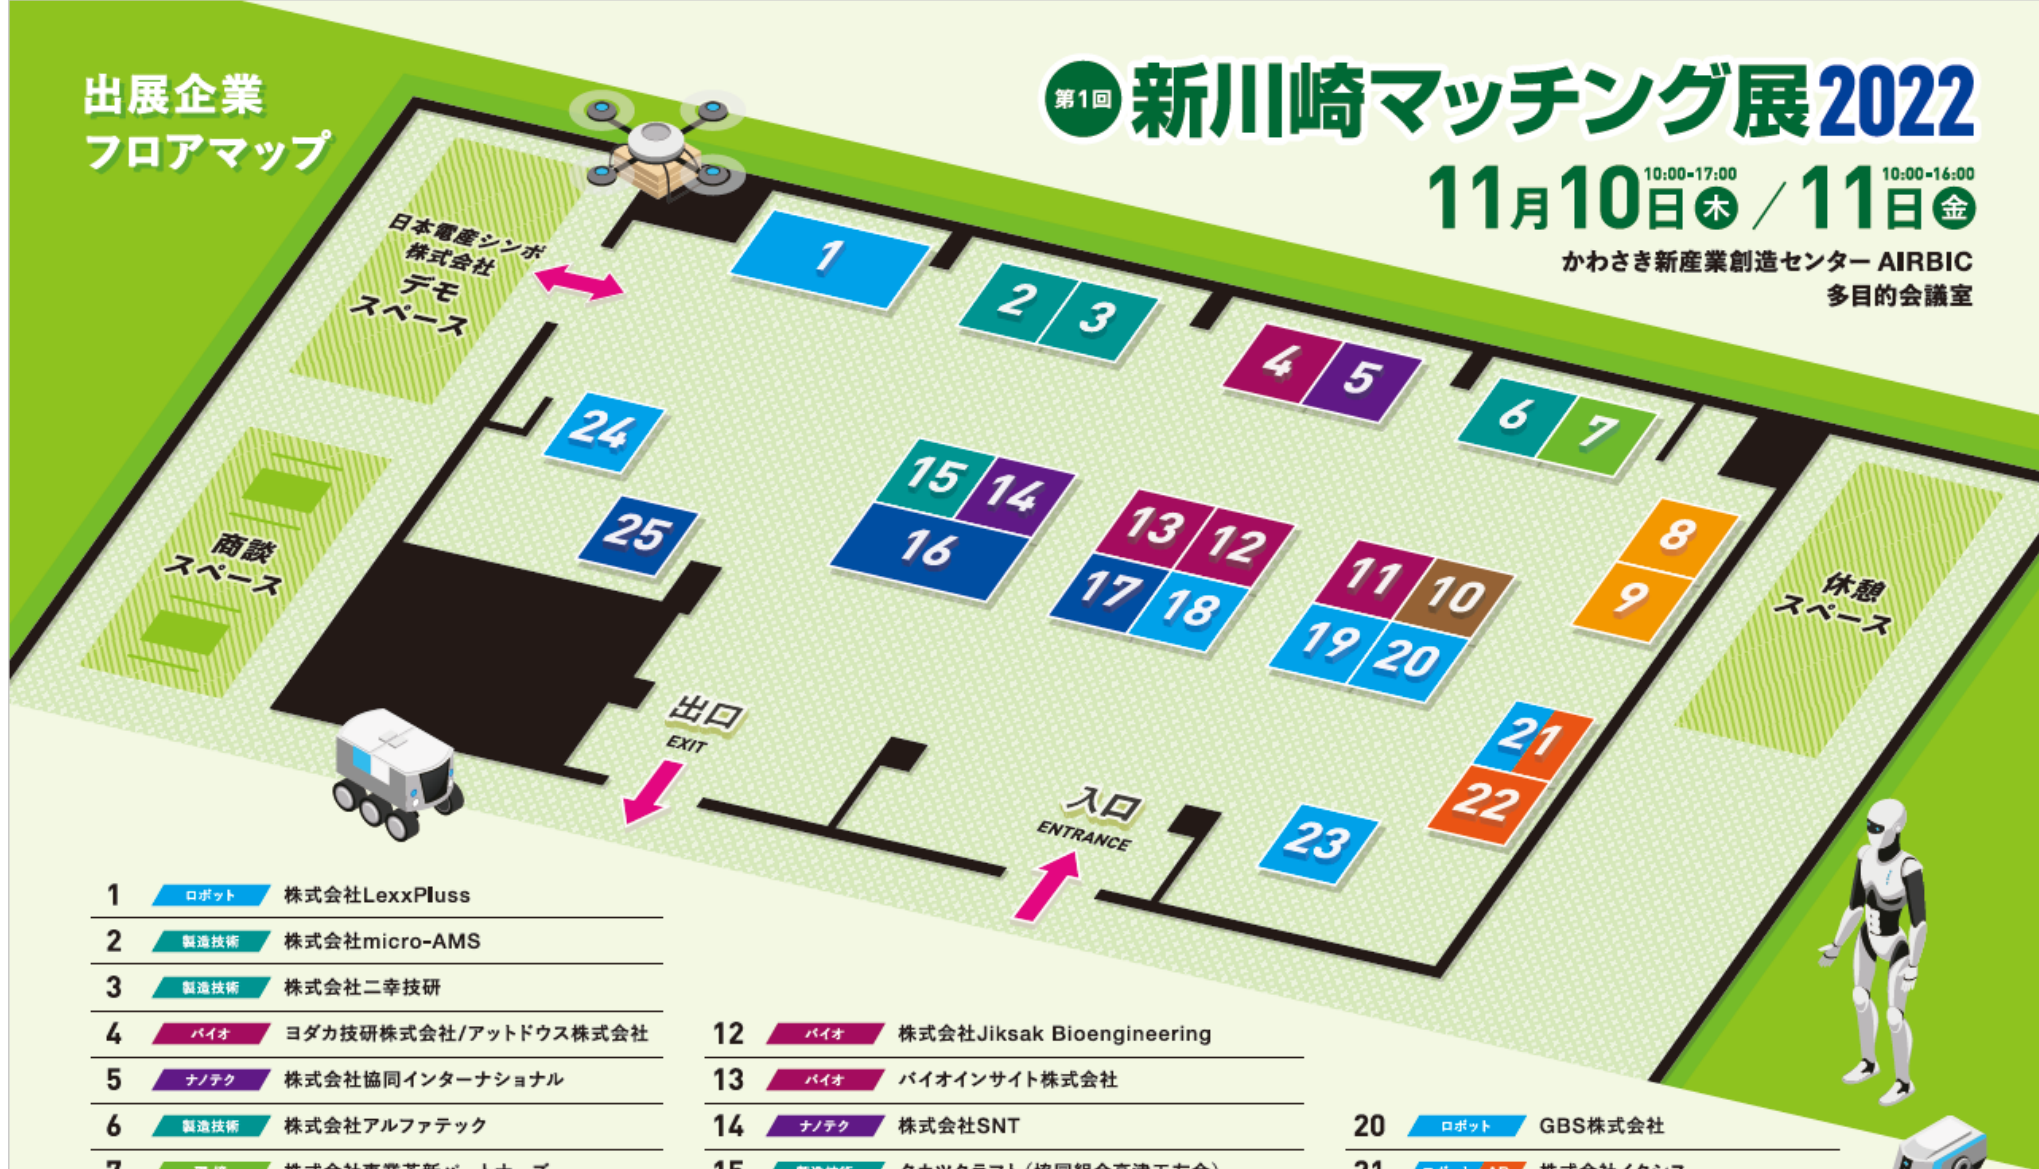 出展企業
フロアマップ
第1回 新川崎マッチング展2022
11月10日木 10:00-17:00 / 11日金 10:00-16:00
かわさき新産業創造センター AIRBIC
多目的会議室
日本電産シンポ
株式会社
デモ
スペース
1
2 3
4 5
6 7
24
25
15 14
16
13 12
17 18
11 10
19 20
8
9
商談
スペース
休憩
スペース
21
22
23
出口
EXIT
入口
ENTRANCE
1 ロボット 株式会社LexxPluss
2 製造技術 株式会社micro-AMS
3 製造技術 株式会社二幸技研
4 バイオ ヨダカ技研株式会社/アットドウス株式会社
5 ナノテク 株式会社協同インターナショナル
6 製造技術 株式会社アルファテック
7
12 バイオ 株式会社Jiksak Bioengineering
13 バイオ バイオインサイト株式会社
14 ナノテク 株式会社SNT
15 製造技術
20 ロボット GBS株式会社
21